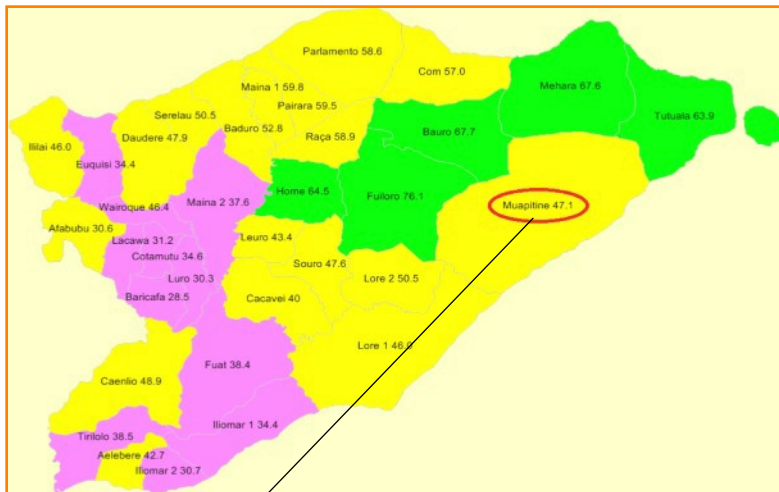 Parlamento 58.6
Com 57.0
Maina 1 59.8
Mehara 67.6
Pairara 59.5
Serelau 50.5
Tutuala 63.9
Baduro 52.8
Raça 58.9
Bauro 67.7
Daudere 47.9
Ililai 46.0
Euquisi 34.4
Home 64.5
Fuiloro 76.1
Maina 2 37.6
Wairoque 46.4
Muapitine 47.1
Afabubu 30.6
Lacawa 31.2
Leuro 43.4
Cotamutu 34.6
Souro 47.6
Luro 30.3
Lore 2 50.5
Baricafa 28.5
Cacavei 40
Lore 1 46.
Fuat 38.4
Caenlio 48.9
Iliomar 1 34.4
Tirilolo 38.5
Aelebere 42.7
Iliomar 2 30.7